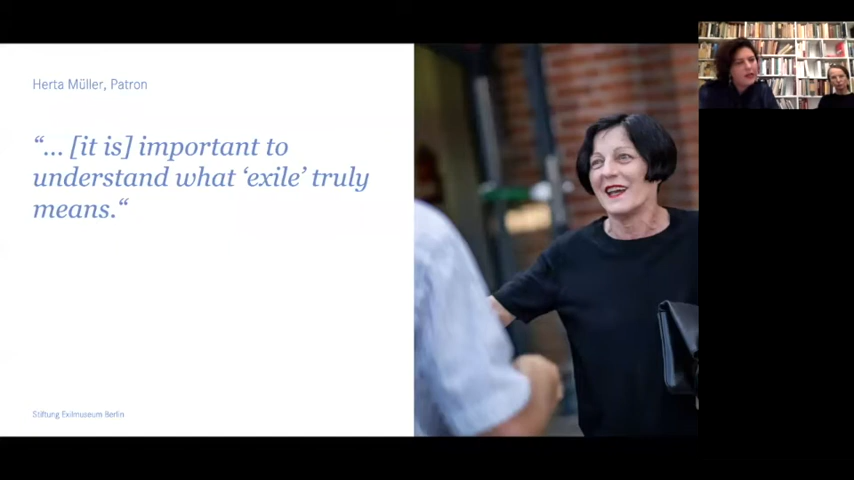 Herta Müller, Patron
“... [it is] important to
understand what ‘exile’ truly
means.“
Stiftung Exilmuseum Berlin